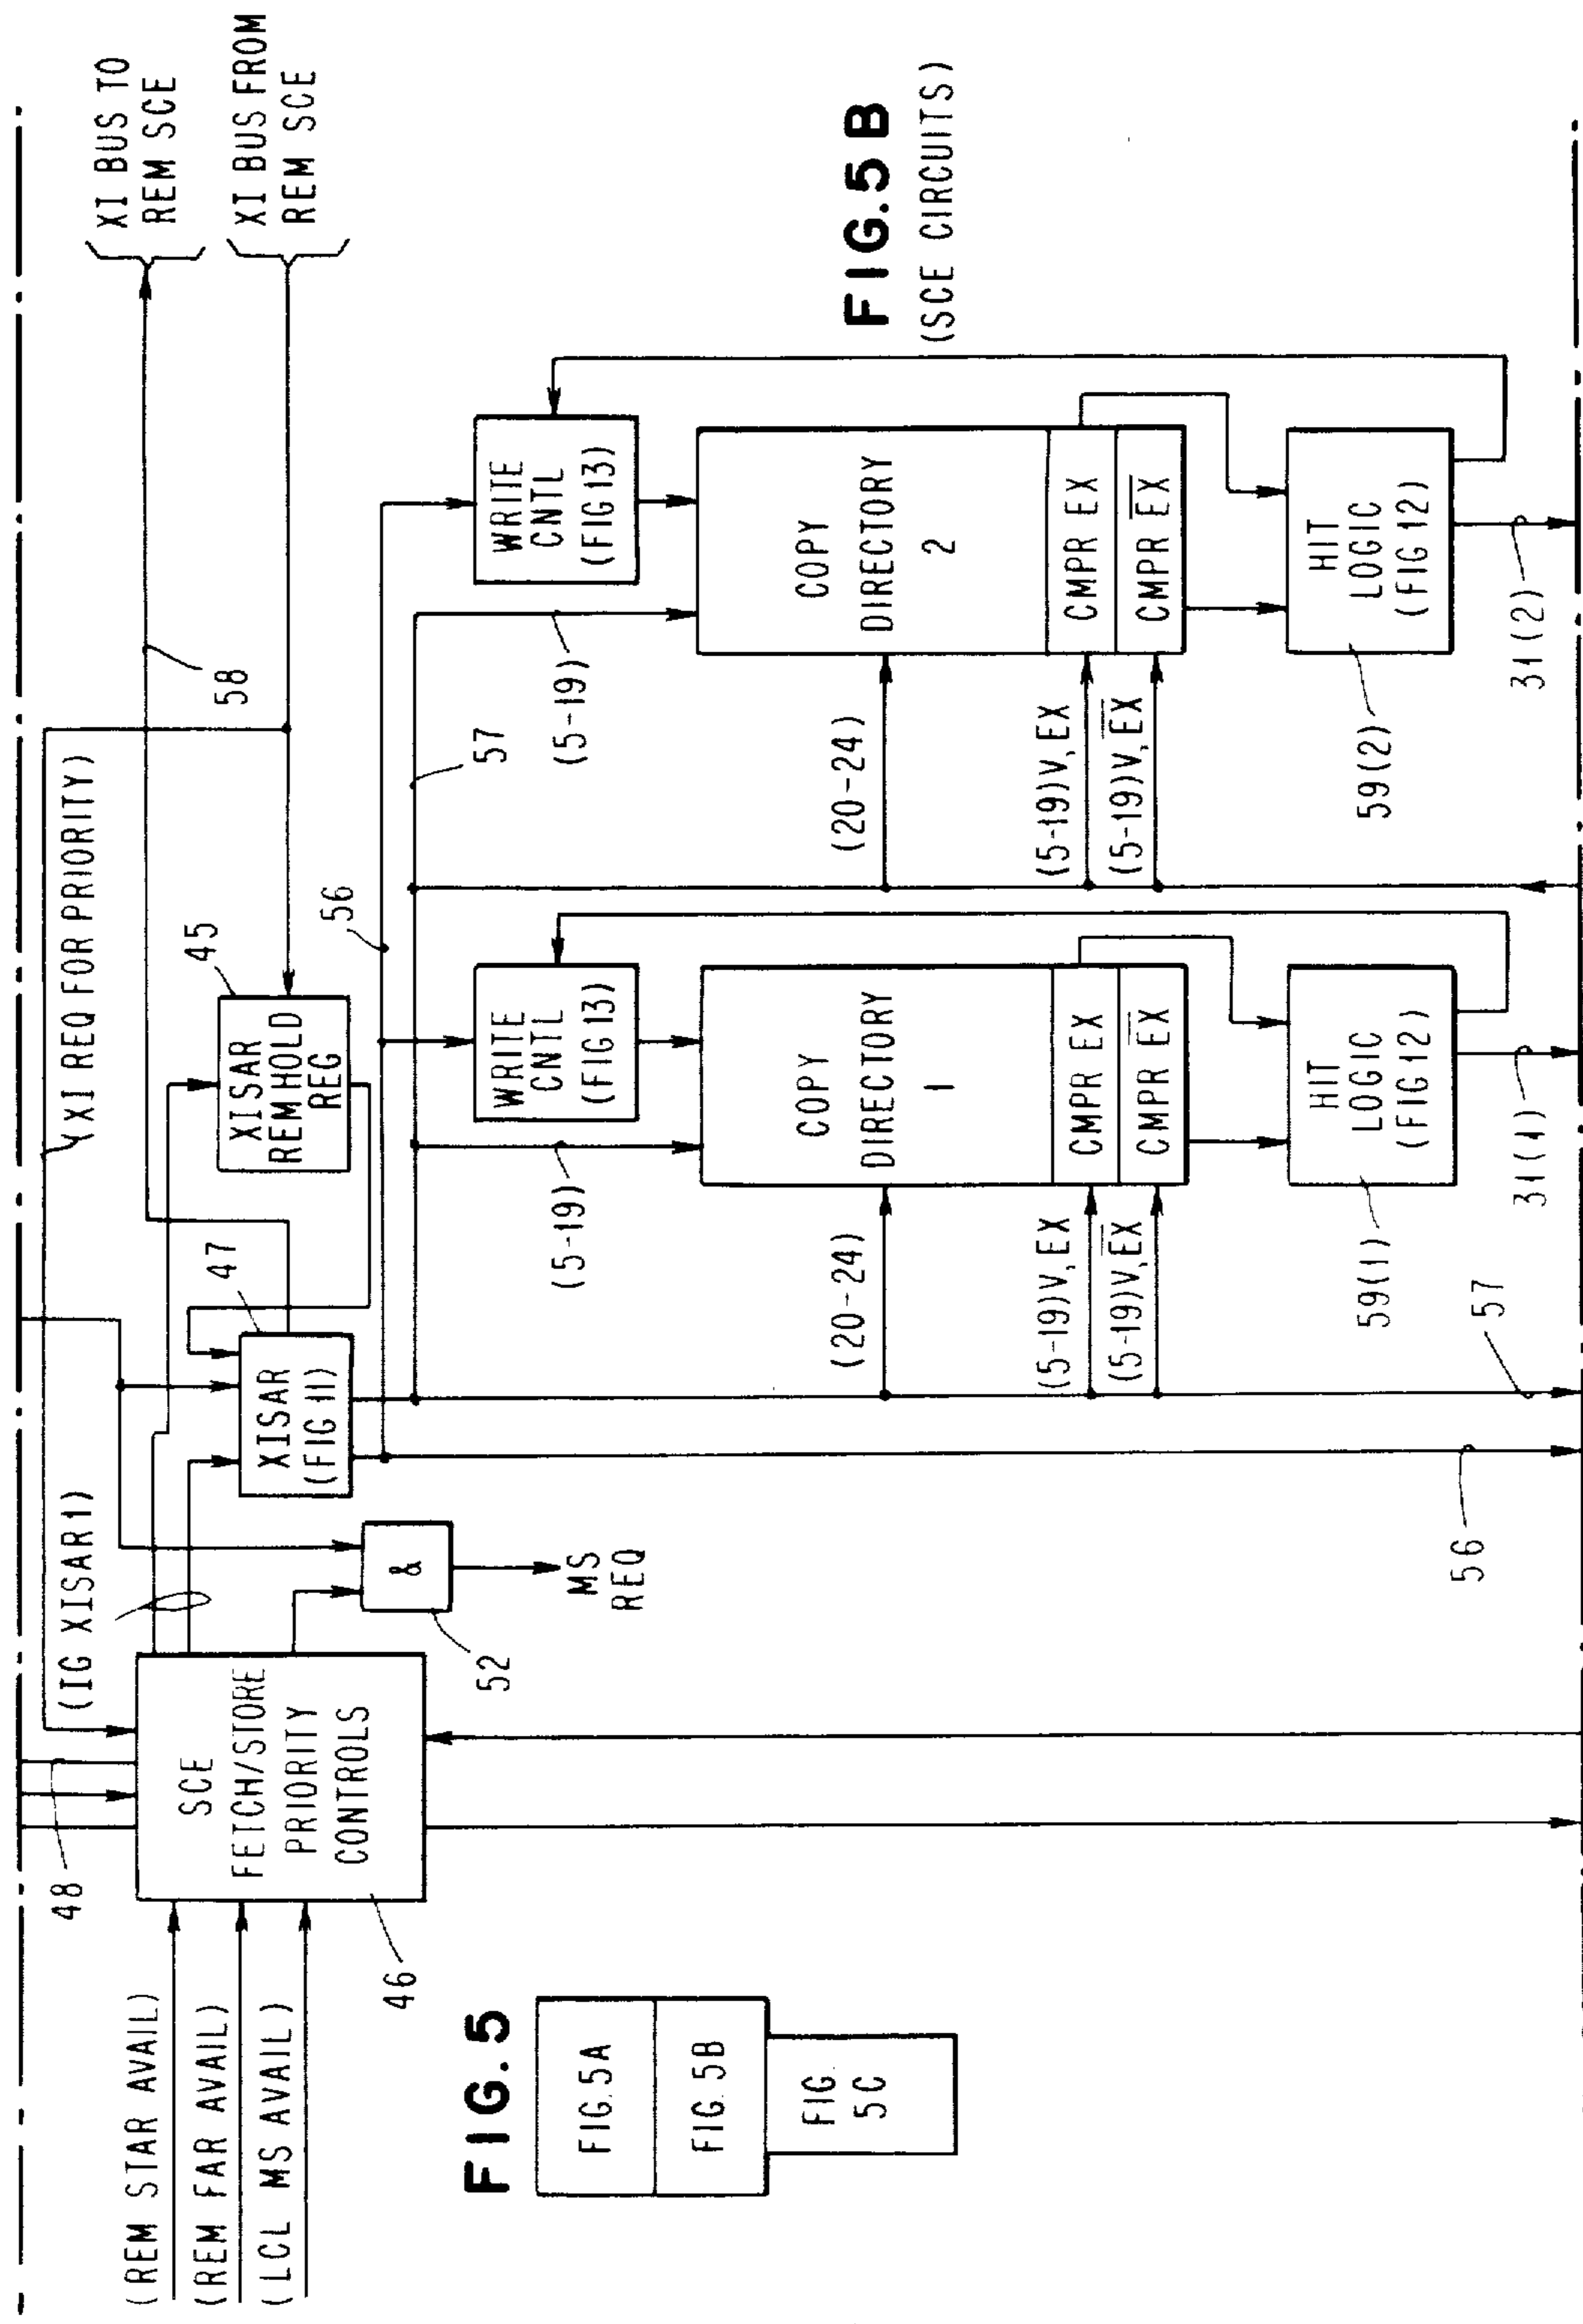 XI BUS TO
REM SCE
XI BUS FROM
REM SCE
(XI REQ FOR PRIORITY)
58
45
XISAR
REM HOLD
REG
56
47
XISAR
(FIG 11)
(IG XISAR1)
&
52
MS
REQ
48
SCE
FETCH/STORE
PRIORITY
CONTROLS
46
(REM STAR AVAIL)
(REM FAR AVAIL)
(LCL MS AVAIL)
57
(5-19)
WRITE
CNTL
(FIG 13)
(5-19)
WRITE
CNTL
(FIG 13)
(20-24)
COPY
DIRECTORY
1
(20-24)
COPY
DIRECTORY
2
(5-19)V,EX
CMPR EX
(5-19)V,E̅X̅
CMPR E̅X̅
(5-19)V,EX
CMPR EX
(5-19)V,E̅X̅
CMPR E̅X̅
59(1)
HIT
LOGIC
(FIG 12)
31(1)
59(2)
HIT
LOGIC
(FIG 12)
31(2)
56
57
FIG.5B
(SCE CIRCUITS)
FIG.5
FIG. 5A
FIG. 5B
FIG.
5C